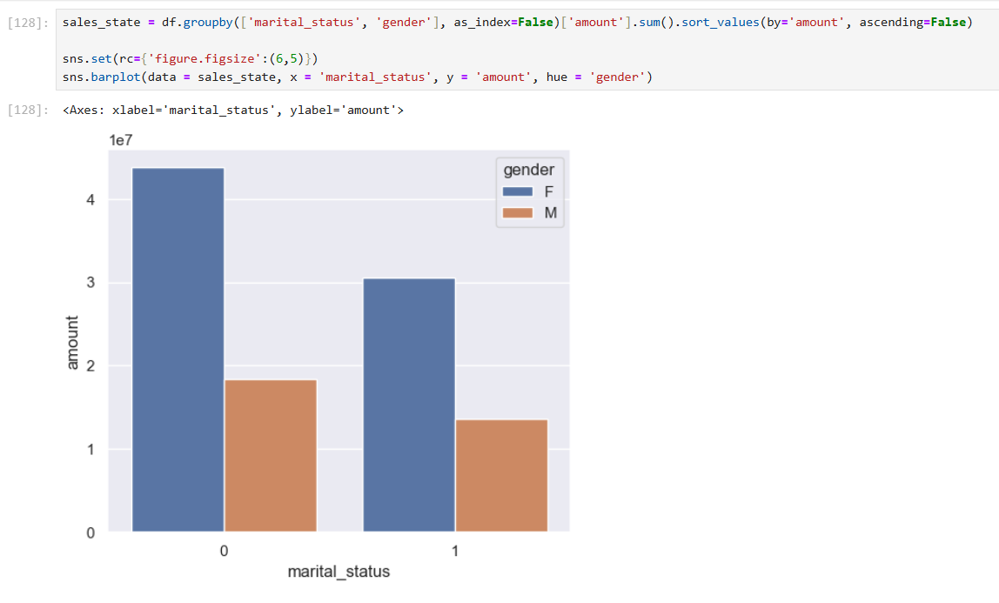 [128]: sales_state = df.groupby(['marital_status', 'gender'], as_index=False)['amount'].sum().sort_values(by='amount', ascending=False)
sns.set(rc={'figure.figsize':(6,5)})
sns.barplot(data = sales_state, x = 'marital_status', y = 'amount', hue = 'gender')
[128]: <Axes: xlabel='marital_status', ylabel='amount'>
1e7
gender
F
M
4
3
2
1
0
amount
0 1
marital_status